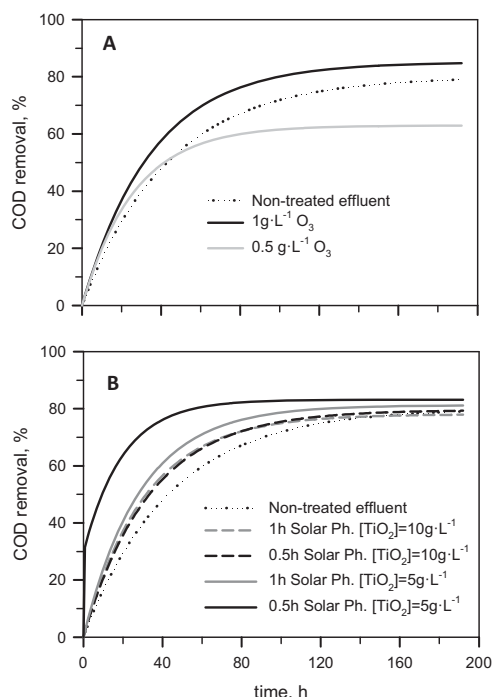 100
A
80
60
40
20
0
COD removal, %
Non-treated effluent
1g·L⁻¹ O₃
0.5 g·L⁻¹ O₃
100
B
80
60
40
20
0
COD removal, %
Non-treated effluent
1h Solar Ph. [TiO₂]=10g·L⁻¹
0.5h Solar Ph. [TiO₂]=10g·L⁻¹
1h Solar Ph. [TiO₂]=5g·L⁻¹
0.5h Solar Ph. [TiO₂]=5g·L⁻¹
0 40 80 120 160 200
time, h